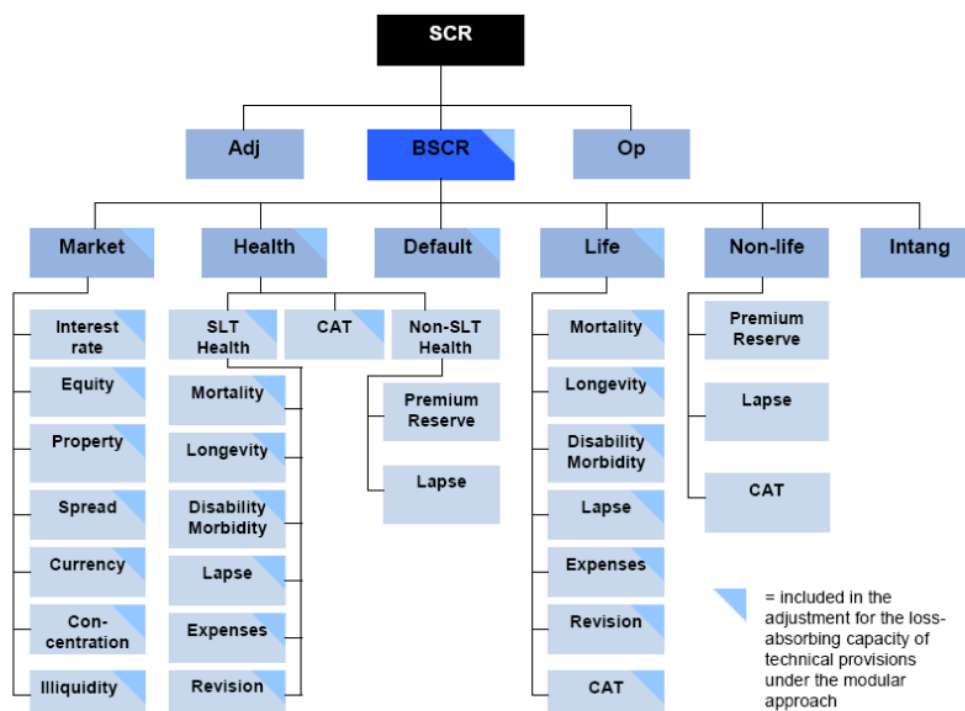 SCR
Adj
BSCR
Op
Market
Health
Default
Life
Non-life
Intang
Interest
rate
Equity
Property
Spread
Currency
Con-
centration
Illiquidity
SLT
Health
CAT
Non-SLT
Health
Mortality
Longevity
Disability
Morbidity
Lapse
Expenses
Revision
Premium
Reserve
Lapse
Mortality
Longevity
Disability
Morbidity
Lapse
Expenses
Revision
CAT
Premium
Reserve
Lapse
CAT
= included in the
adjustment for the loss-
absorbing capacity of
technical provisions
under the modular
approach